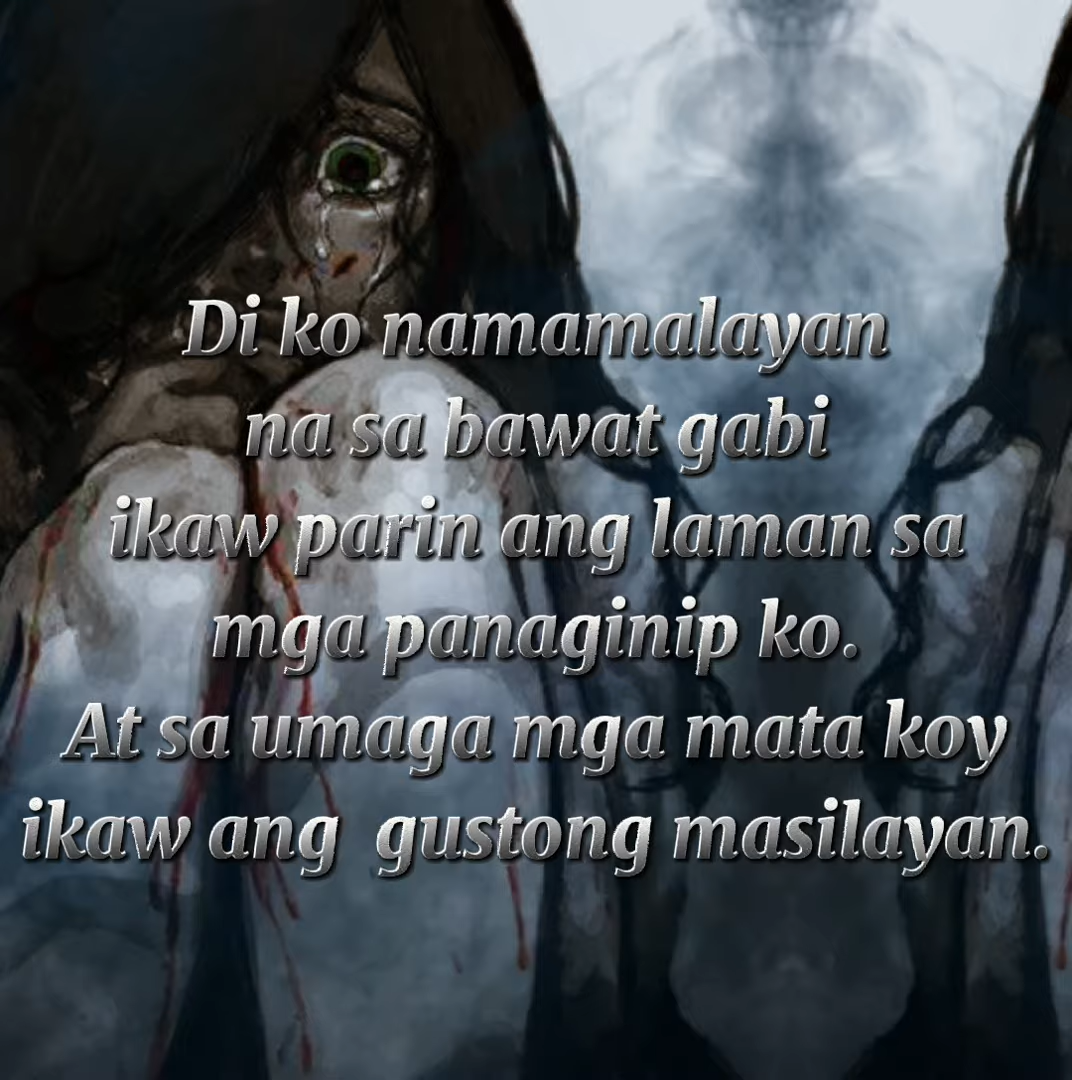 Di ko namamalayan
na sa bawat gabi
ikaw parin ang laman sa
mga panaginip ko.
At sa umaga mga mata koy
ikaw ang gustong masilayan.